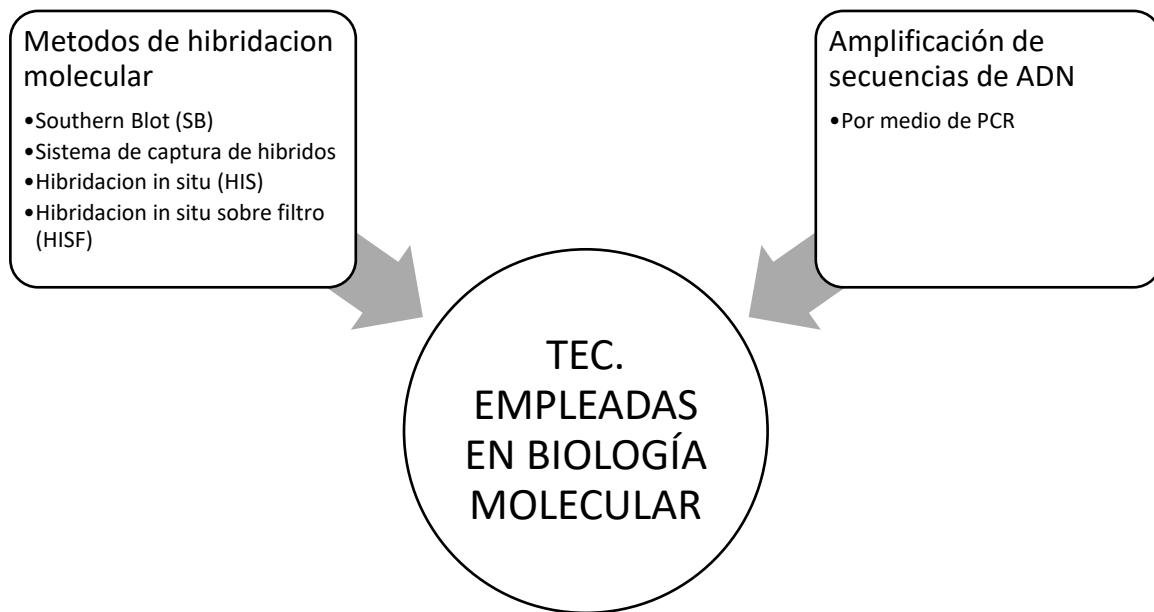 Metodos de hibridacion
molecular
•Southern Blot (SB)
•Sistema de captura de hibridos
•Hibridacion in situ (HIS)
•Hibridacion in situ sobre filtro
(HISF)
Amplificación de
secuencias de ADN
•Por medio de PCR
TEC.
EMPLEADAS
EN BIOLOGÍA
MOLECULAR